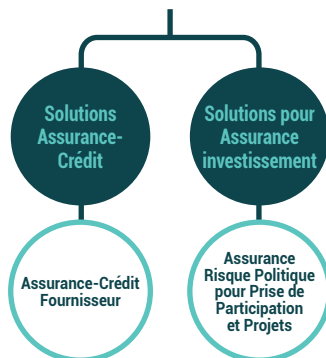 Solutions
Assurance-
Crédit
Solutions pour
Assurance
investissement
Assurance-Crédit
Fournisseur
Assurance
Risque Politique
pour Prise de
Participation
et Projets